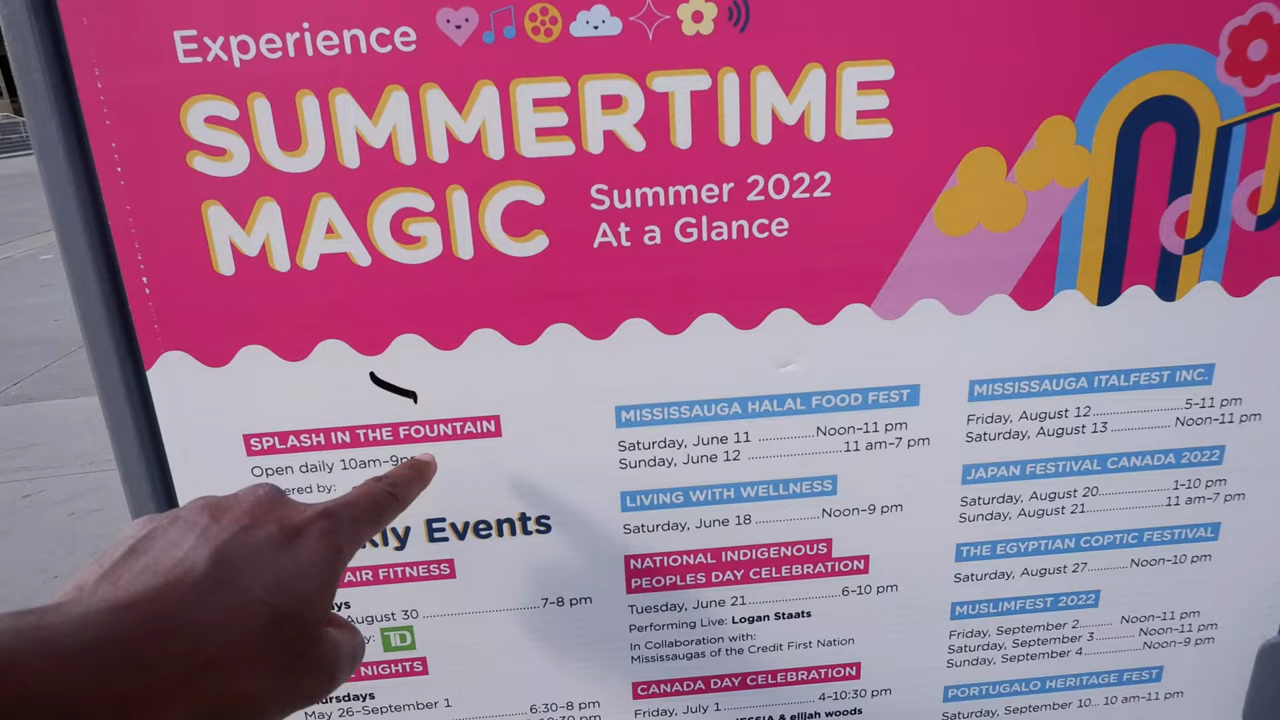 Experience
SUMMERTIME
MAGIC
Summer 2022
At a Glance
SPLASH IN THE FOUNTAIN
Open daily 10am-9p
ered by:
Events
AIR FITNESS
ays
August 30 ........................ 7-8 pm
y:
TD
NIGHTS
ursdays
May 26-September 1 ............ 6:30-8 pm
MISSISSAUGA HALAL FOOD FEST
Saturday, June 11 ............ Noon-11 pm
Sunday, June 12 .................... 11 am-7 pm
LIVING WITH WELLNESS
Saturday, June 18 .............. Noon-9 pm
NATIONAL INDIGENOUS
PEOPLES DAY CELEBRATION
Tuesday, June 21 .................... 6-10 pm
Performing Live: Logan Staats
In Collaboration with:
Mississaugas of the Credit First Nation
CANADA DAY CELEBRATION
Friday, July 1 ..................... 4-10:30 pm
& elijah woods
MISSISSAUGA ITALFEST INC.
Friday, August 12 ......................... 5-11 pm
Saturday, August 13 .............. Noon-11 pm
JAPAN FESTIVAL CANADA 2022
Saturday, August 20 ................. 1-10 pm
Sunday, August 21 ................. 11 am-7 pm
THE EGYPTIAN COPTIC FESTIVAL
Saturday, August 27 .......... Noon-10 pm
MUSLIMFEST 2022
Friday, September 2 ........ Noon-11 pm
Saturday, September 3 .......... Noon-11 pm
Sunday, September 4 ........... Noon-9 pm
PORTUGALO HERITAGE FEST
Saturday, September 10... 10 am-11 pm